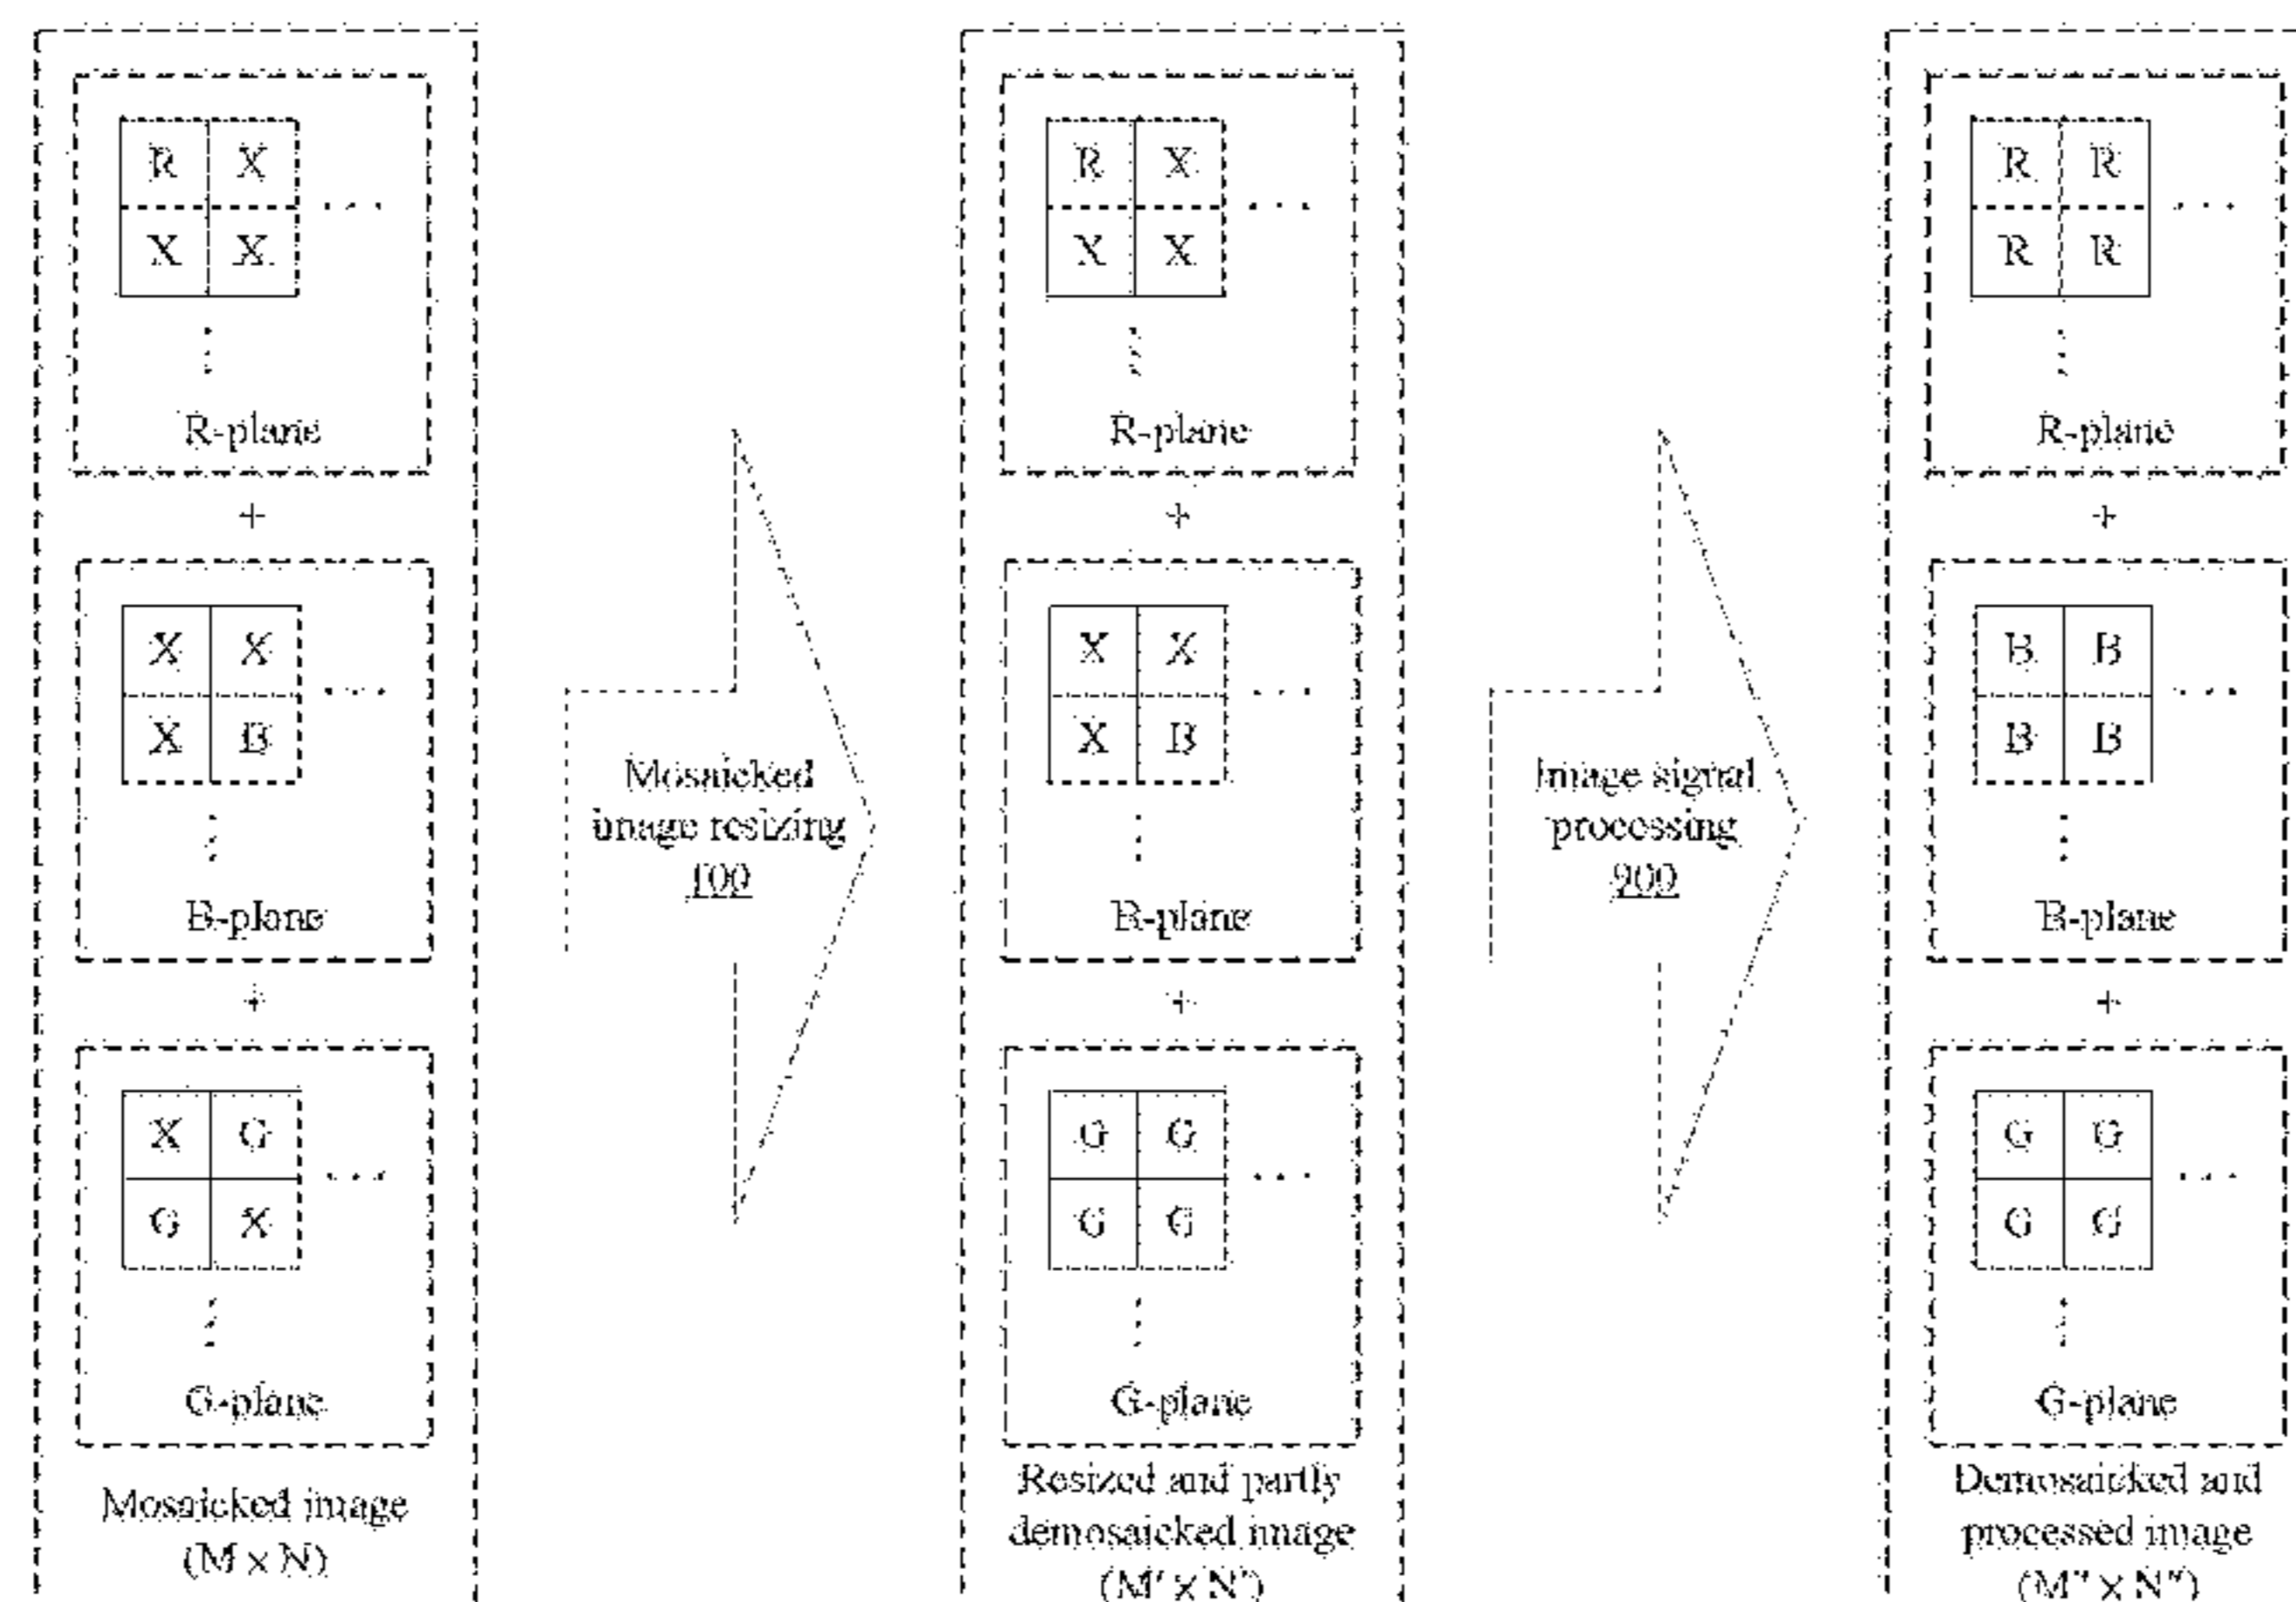 R X
X X
...
R-plane
+
X X
X B
...
B-plane
+
X G
G X
...
G-plane
Mosaicked image
(M × N)
Mosaicked
image resizing
100
R X
X X
...
R-plane
+
X X
X B
...
B-plane
+
G G
G G
...
G-plane
Resized and partly
demosaicked image
(M' × N')
Image signal
processing
900
R R
R R
...
R-plane
+
B B
B B
...
B-plane
+
G G
G G
...
G-plane
Demosaicked and
processed image
(M" × N")